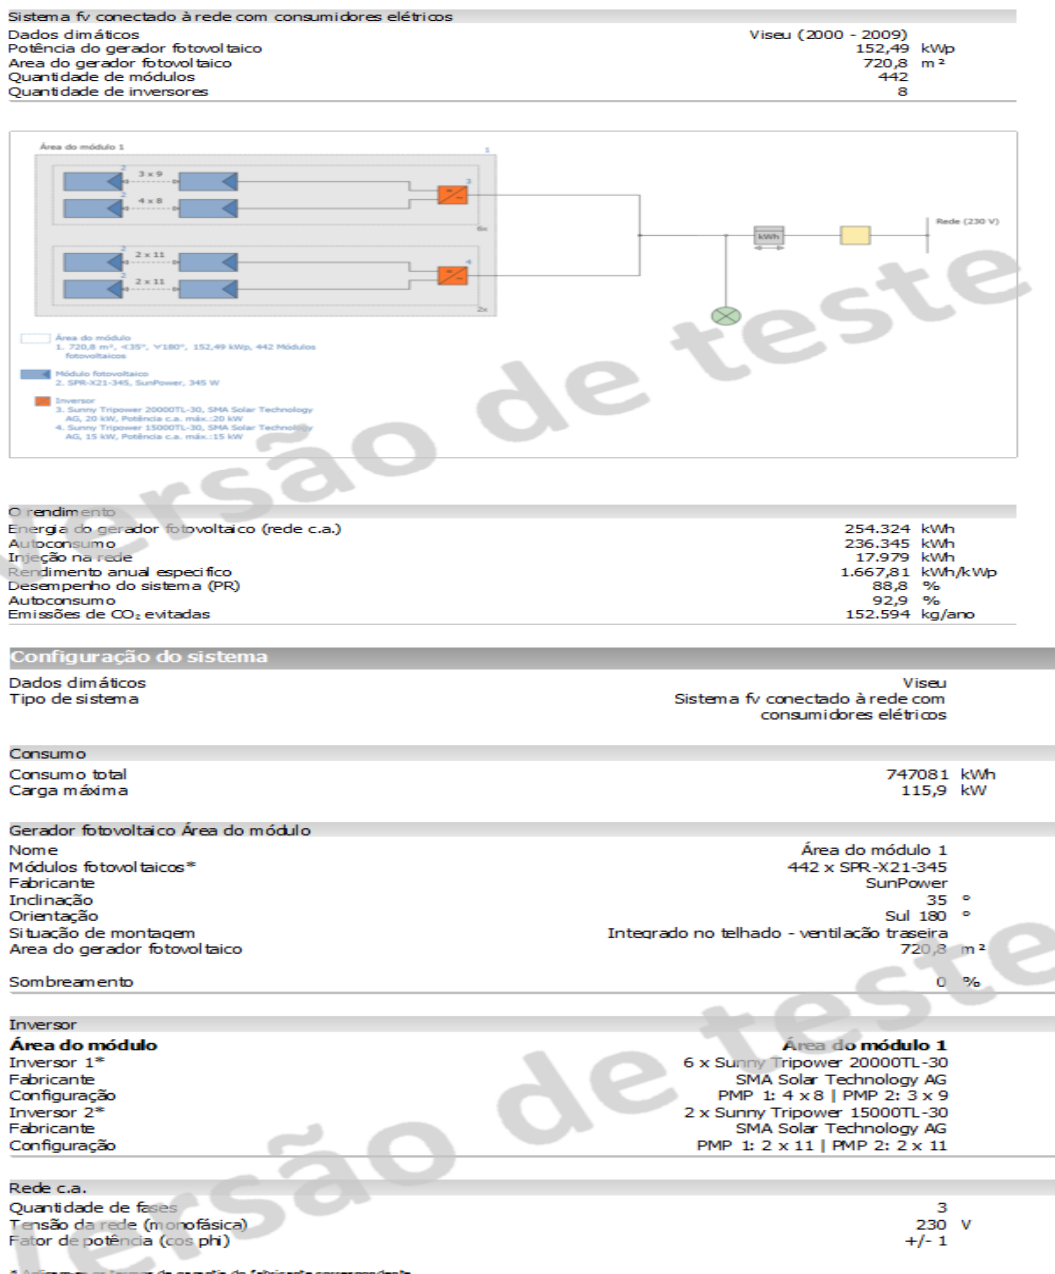 Sistema fv conectado à rede com consumidores elétricos
Dados climáticos Viseu (2000 - 2009)
Potência do gerador fotovoltaico 152,49 kWp
Area do gerador fotovoltaico 720,8 m²
Quantidade de módulos 442
Quantidade de inversores 8
Área do módulo 1
1
2
3 x 9
3
2
4 x 8
6x
2
2 x 11
4
2
2 x 11
2x
kWh
Rede (230 V)
Área do módulo
1. 720,8 m², <35°, Y180°, 152,49 kWp, 442 Módulos
fotovoltaicos
Módulo fotovoltaico
2. SPR-X21-345, SunPower, 345 W
Inversor
3. Sunny Tripower 20000TL-30, SMA Solar Technology
AG, 20 kW, Potência c.a. máx.:20 kW
4. Sunny Tripower 15000TL-30, SMA Solar Technology
AG, 15 kW, Potência c.a. máx.:15 kW
Versão de teste
O rendimento
Energia do gerador fotovoltaico (rede c.a.) 254.324 kWh
Autoconsumo 236.345 kWh
Injeção na rede 17.979 kWh
Rendimento anual especifico 1.667,81 kWh/kWp
Desempenho do sistema (PR) 88,8 %
Autoconsumo 92,9 %
Emissões de CO₂ evitadas 152.594 kg/ano
Configuração do sistema
Dados climáticos Viseu
Tipo de sistema Sistema fv conectado à rede com
consumidores elétricos
Consumo
Consumo total 747081 kWh
Carga máxima 115,9 kW
Gerador fotovoltaico Área do módulo
Nome Área do módulo 1
Módulos fotovoltaicos* 442 x SPR-X21-345
Fabricante SunPower
Inclinação 35 °
Orientação Sul 180 °
Situação de montagem Integrado no telhado - ventilação traseira
Area do gerador fotovoltaico 720,8 m²
Sombreamento 0 %
Inversor
Área do módulo Área do módulo 1
Inversor 1* 6 x Sunny Tripower 20000TL-30
Fabricante SMA Solar Technology AG
Configuração PMP 1: 4 x 8 | PMP 2: 3 x 9
Inversor 2* 2 x Sunny Tripower 15000TL-30
Fabricante SMA Solar Technology AG
Configuração PMP 1: 2 x 11 | PMP 2: 2 x 11
Versão de teste
Rede c.a.
Quantidade de fases 3
Tensão da rede (monofásica) 230 V
Fator de potência (cos phi) +/- 1